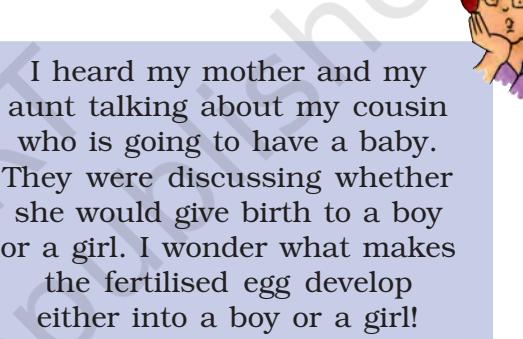 I heard my mother and my
aunt talking about my cousin
who is going to have a baby.
They were discussing whether
she would give birth to a boy
or a girl. I wonder what makes
the fertilised egg develop
either into a boy or a girl!